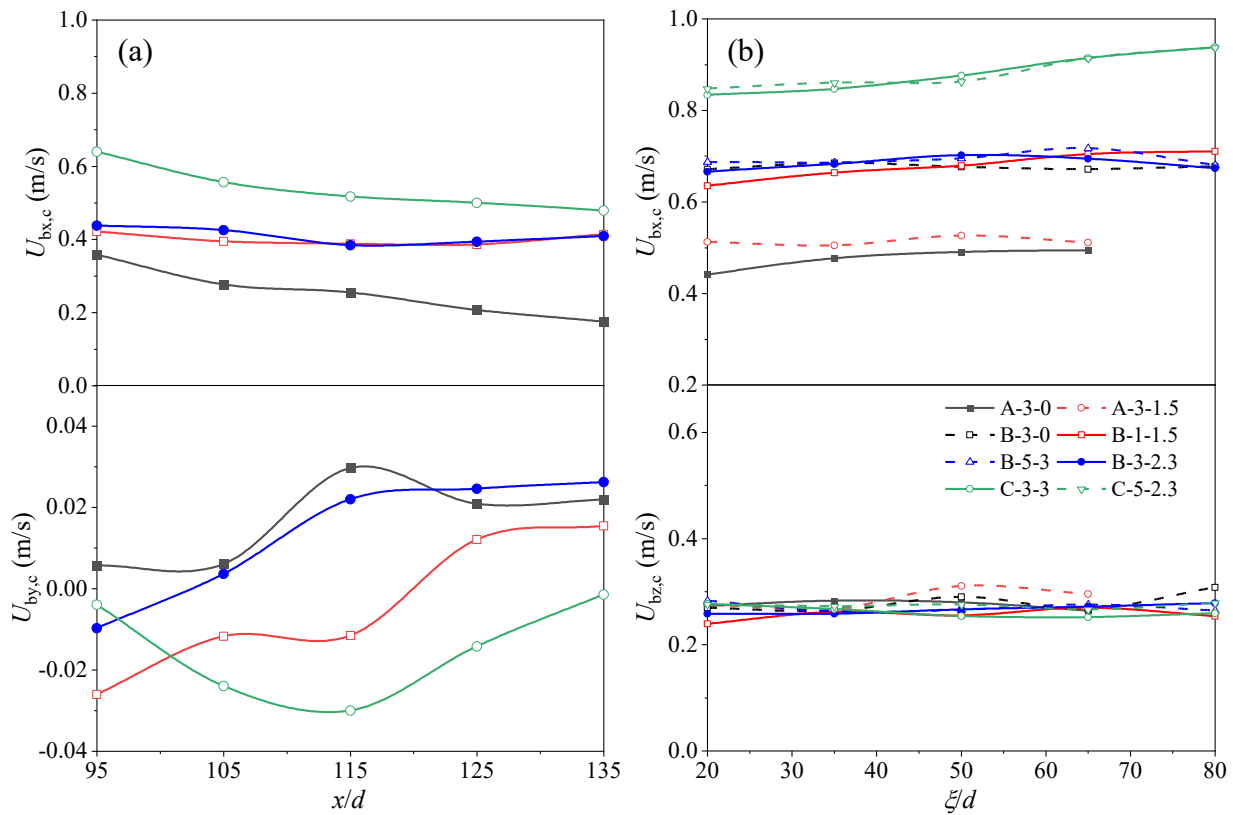 (a)
U_bx,c (m/s)
1.0
0.8
0.6
0.4
0.2
0.0
U_by,c (m/s)
0.04
0.02
0.00
-0.02
-0.04
95 105 115 125 135
x/d
(b)
U_bx,c (m/s)
1.0
0.8
0.6
0.4
0.2
A-3-0 A-3-1.5
B-3-0 B-1-1.5
B-5-3 B-3-2.3
C-3-3 C-5-2.3
U_bz,c (m/s)
0.6
0.4
0.2
0.0
20 30 40 50 60 70 80
ξ/d